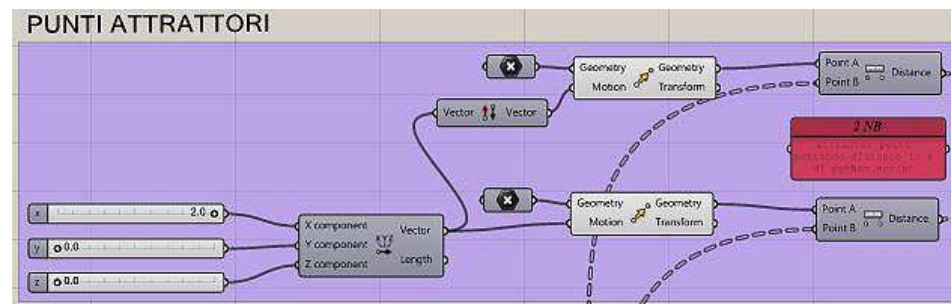 PUNTI ATTRATTORI
Geometry Geometry
Motion Transform
Point A
Point B Distance
Vector Vector
2 NB
x 2.0
y 0.0
z 0.0
X component
Y component
Z component
Vector
Length
Geometry Geometry
Motion Transform
Point A
Point B Distance